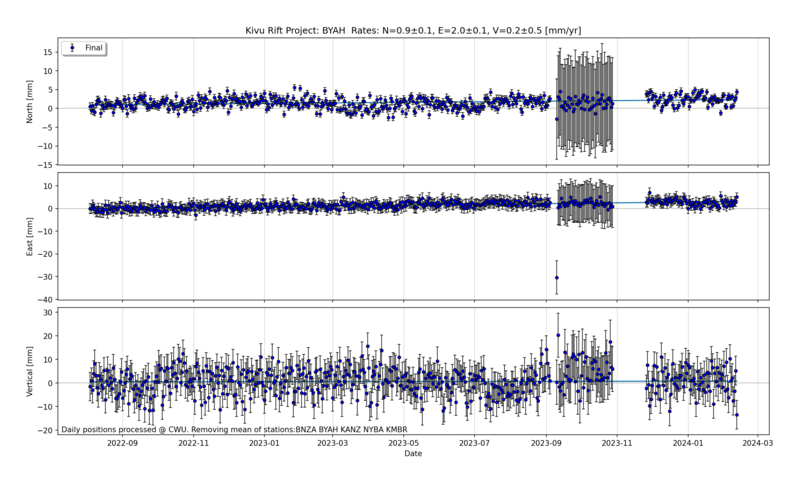 Kivu Rift Project: BYAH  Rates: N=0.9±0.1, E=2.0±0.1, V=0.2±0.5 [mm/yr]
Final
15
10
5
0
−5
−10
−15
North [mm]
10
0
−10
−20
−30
−40
East [mm]
30
20
10
0
−10
−20
Vertical [mm]
Daily positions processed @ CWU. Removing mean of stations:BNZA BYAH KANZ NYBA KMBR
2022-09 2022-11 2023-01 2023-03 2023-05 2023-07 2023-09 2023-11 2024-01 2024-03
Date